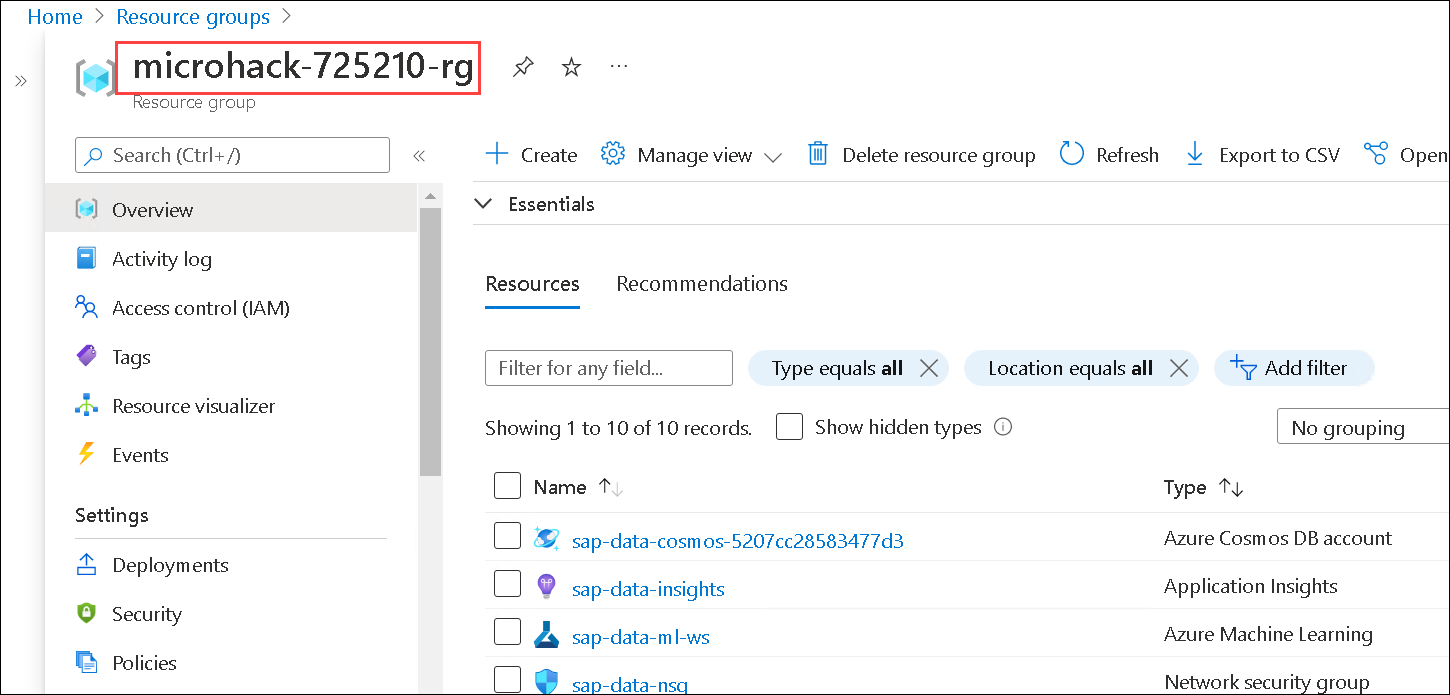 Home > Resource groups >
microhack-725210-rg
Resource group
Search (Ctrl+/)
Create
Manage view
Delete resource group
Refresh
Export to CSV
Open
Overview
Activity log
Access control (IAM)
Tags
Resource visualizer
Events
Settings
Deployments
Security
Policies
Essentials
Resources
Recommendations
Filter for any field...
Type equals all
Location equals all
Add filter
Showing 1 to 10 of 10 records.
Show hidden types
No grouping
Name
Type
sap-data-cosmos-5207cc28583477d3
Azure Cosmos DB account
sap-data-insights
Application Insights
sap-data-ml-ws
Azure Machine Learning
sap-data-nsg
Network security group